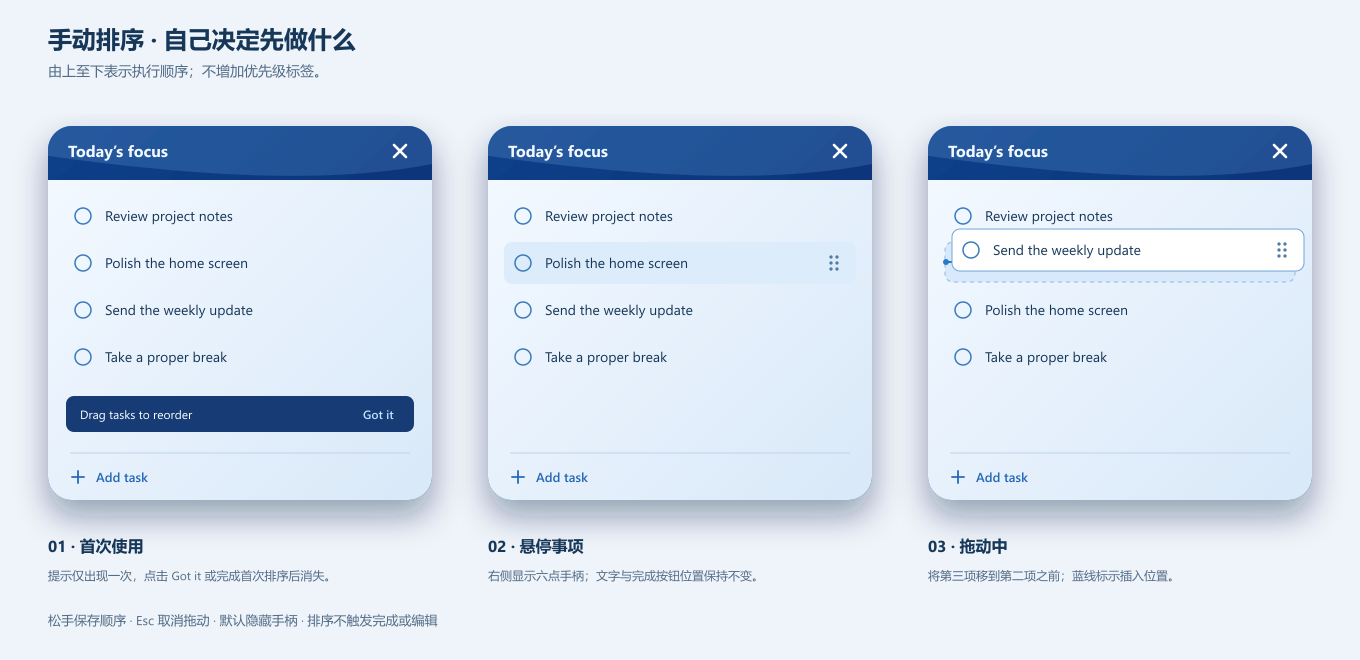 手动排序 · 自己决定先做什么
由上至下表示执行顺序；不增加优先级标签。
Today’s focus
Review project notes
Polish the home screen
Send the weekly update
Take a proper break
Drag tasks to reorder Got it
Add task
01 · 首次使用
提示仅出现一次，点击 Got it 或完成首次排序后消失。
Today’s focus
Review project notes
Polish the home screen
Send the weekly update
Take a proper break
Add task
02 · 悬停事项
右侧显示六点手柄；文字与完成按钮位置保持不变。
Today’s focus
Review project notes
Send the weekly update
Polish the home screen
Take a proper break
Add task
03 · 拖动中
将第三项移到第二项之前；蓝线标示插入位置。
松手保存顺序 · Esc 取消拖动 · 默认隐藏手柄 · 排序不触发完成或编辑